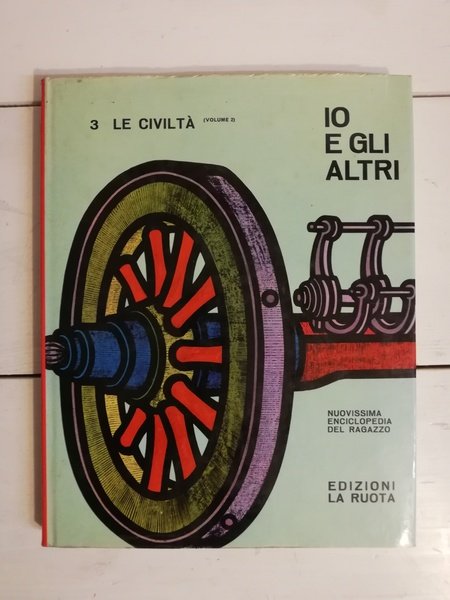 3 LE CIVILTÀ (VOLUME 2)
IO
E GLI
ALTRI
NUOVISSIMA
ENCICLOPEDIA
DEL RAGAZZO
EDIZIONI
LA RUOTA